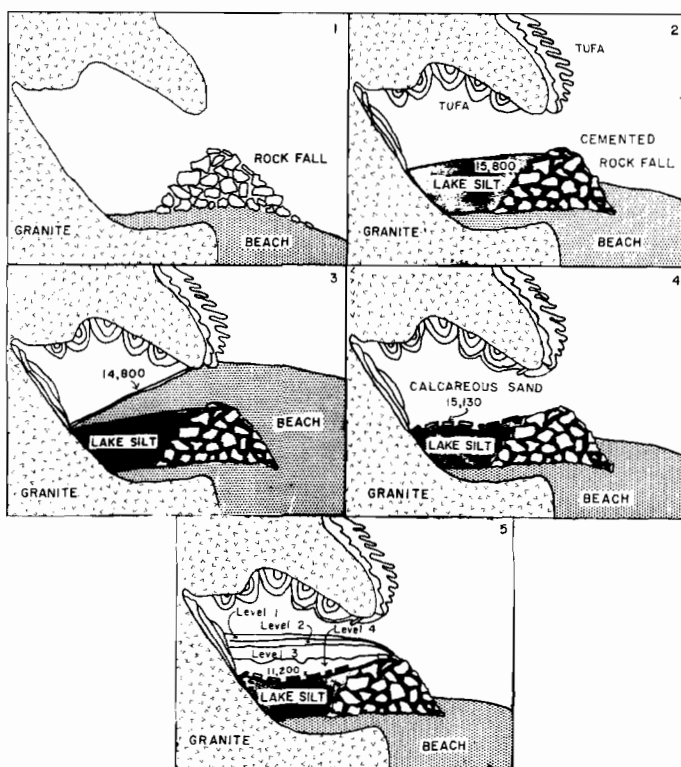 1
ROCK FALL
GRANITE
BEACH
2
TUFA
TUFA
CEMENTED
ROCK FALL
15,800
LAKE SILT
GRANITE
BEACH
3
14,800
BEACH
LAKE SILT
GRANITE
4
CALCAREOUS SAND
15,130
LAKE SILT
GRANITE
BEACH
5
Level 1
Level 2
Level 4
Level 3
11,200
LAKE SILT
GRANITE
BEACH